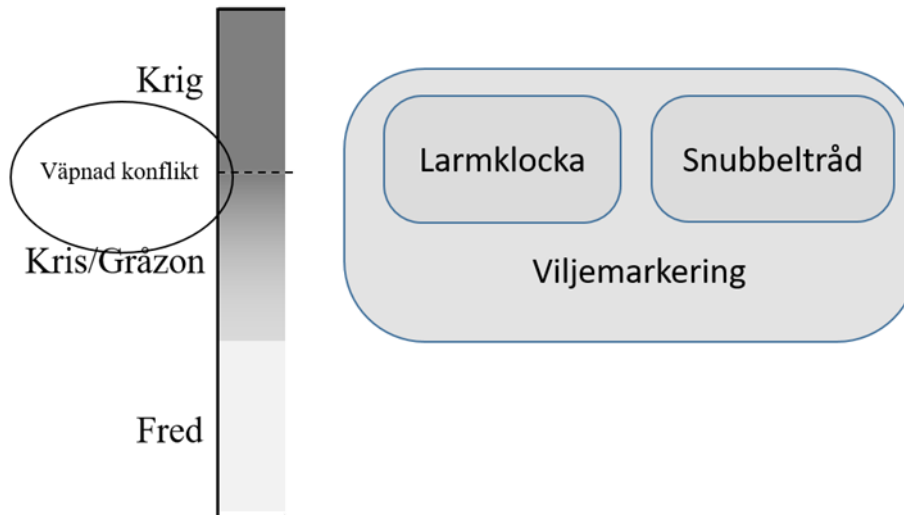 Krig
Väpnad konflikt
Kris/Gråzon
Fred
Larmklocka
Snubbeltråd
Viljemarkering